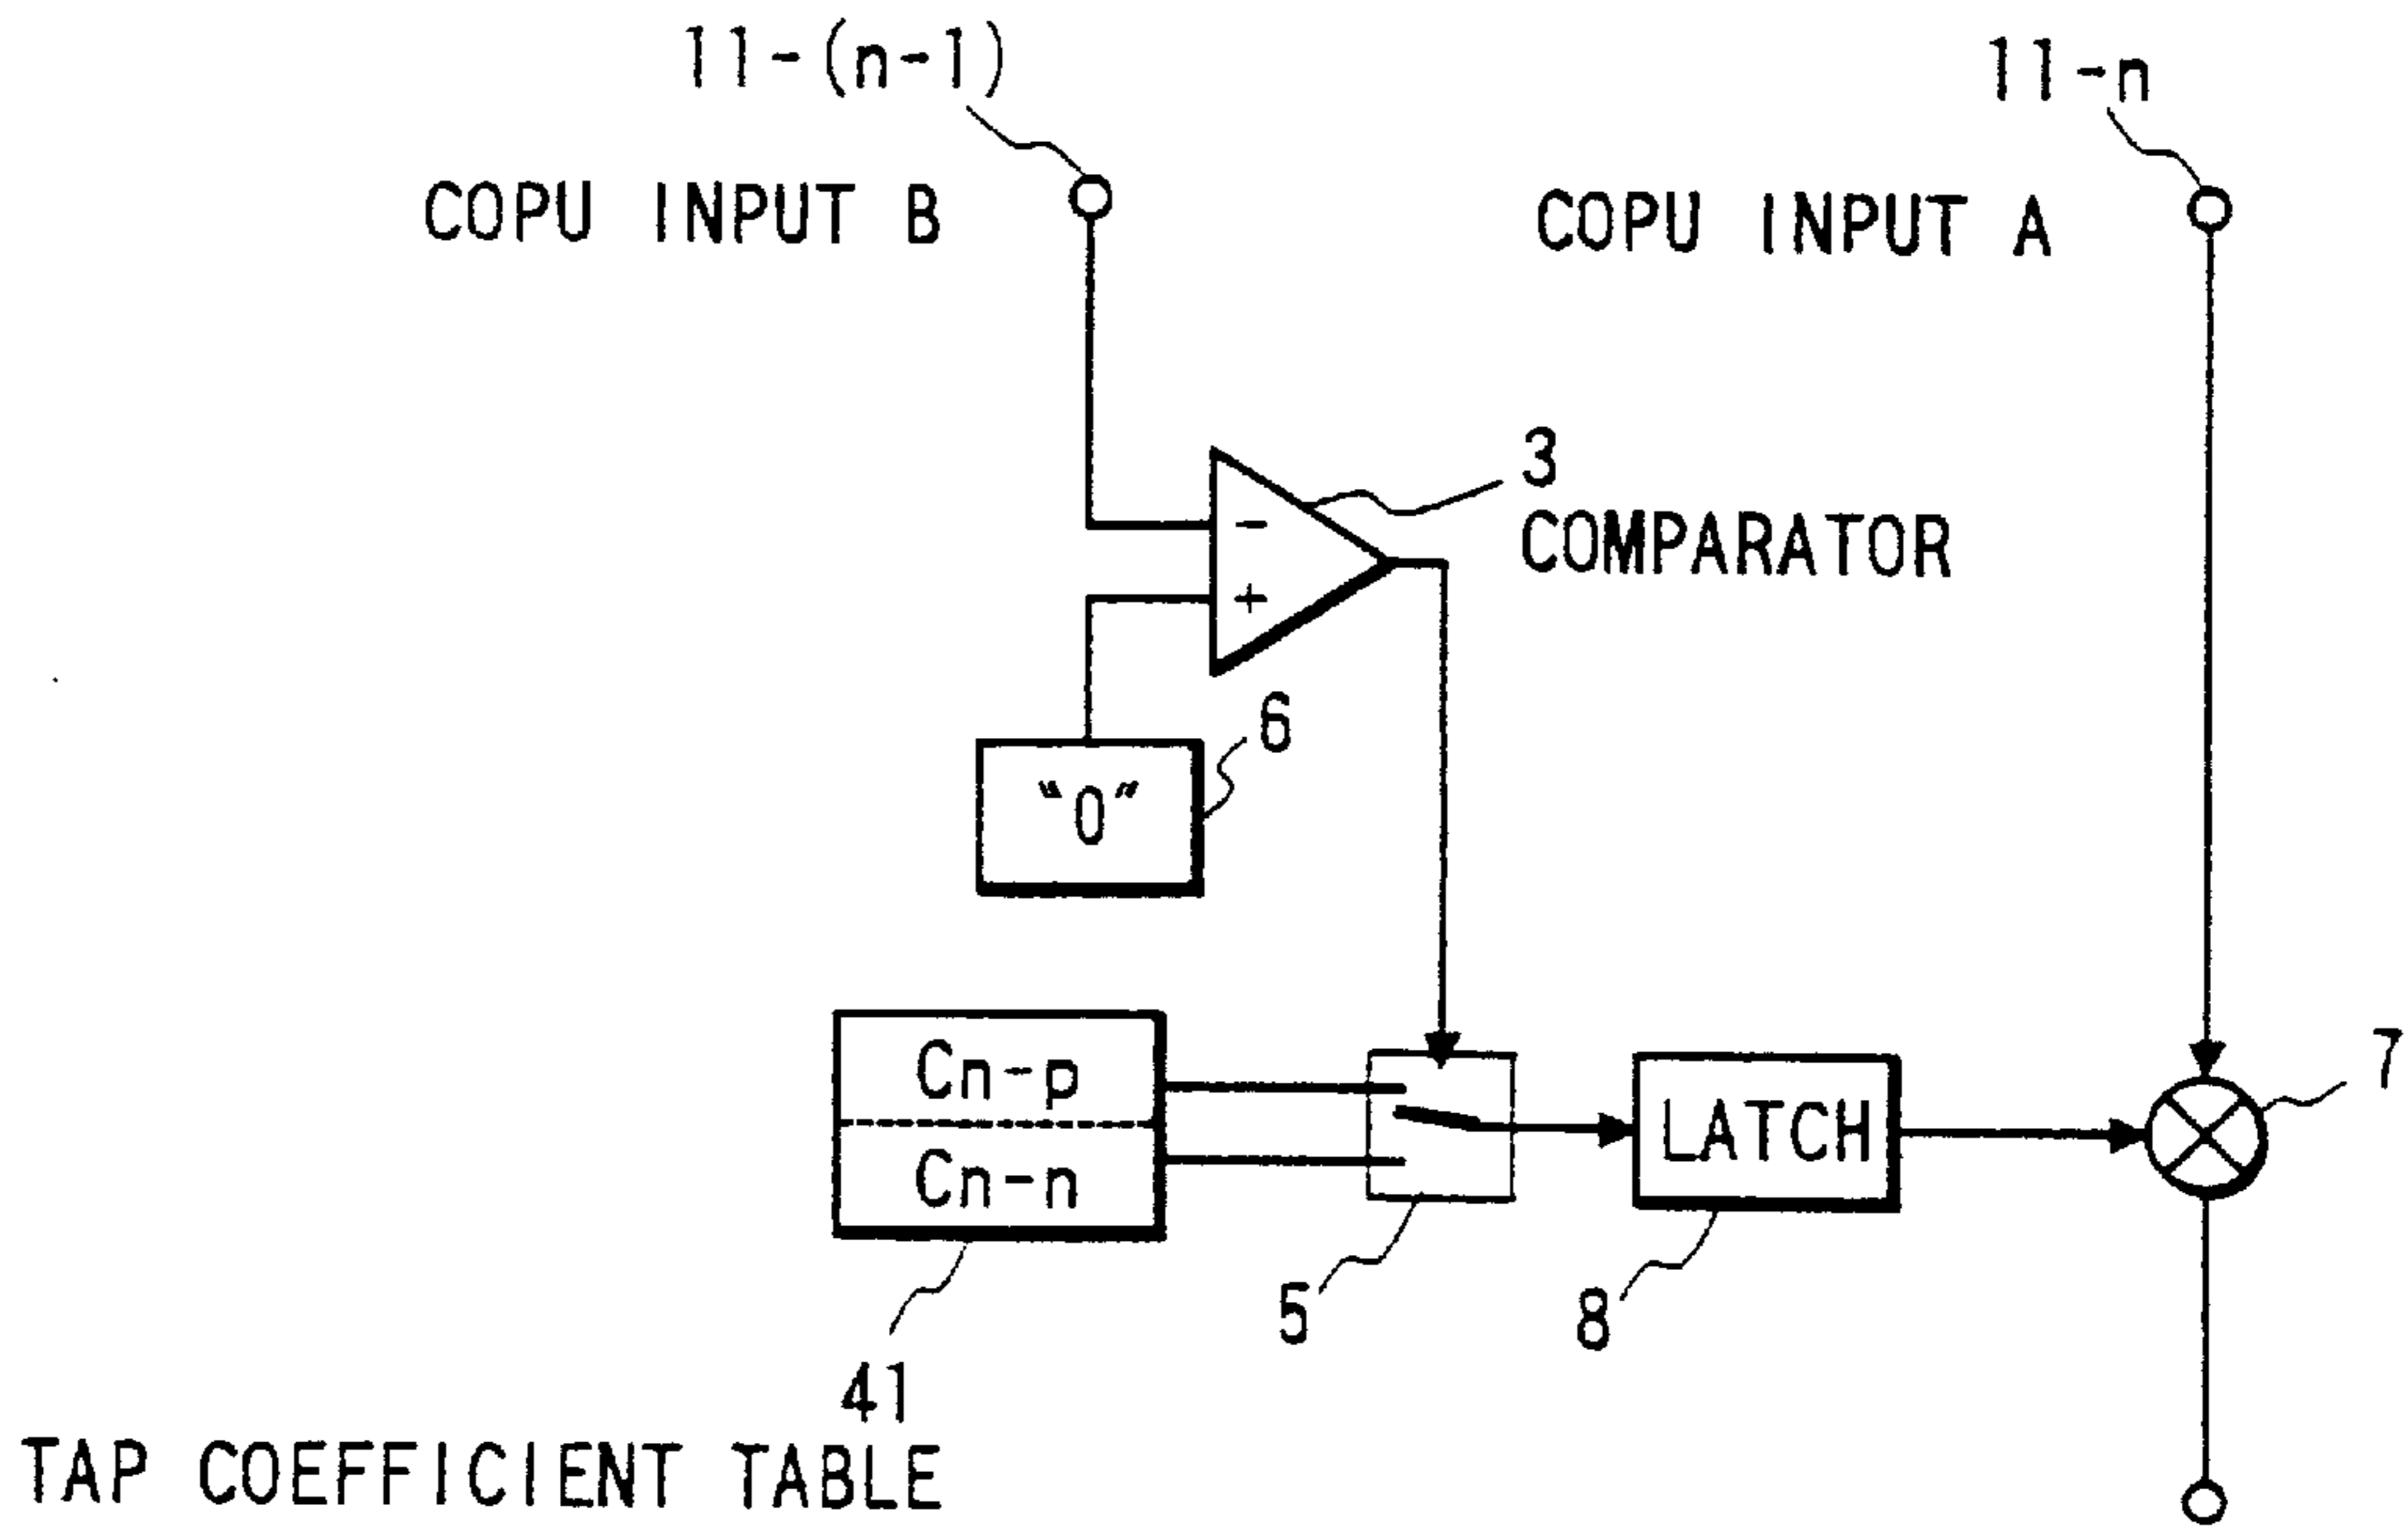 11-(n-1)
11-n
COPU INPUT B
COPU INPUT A
3
COMPARATOR
-
+
6
“0”
Cn-p
Cn-n
LATCH
7
5
8
41
TAP COEFFICIENT TABLE